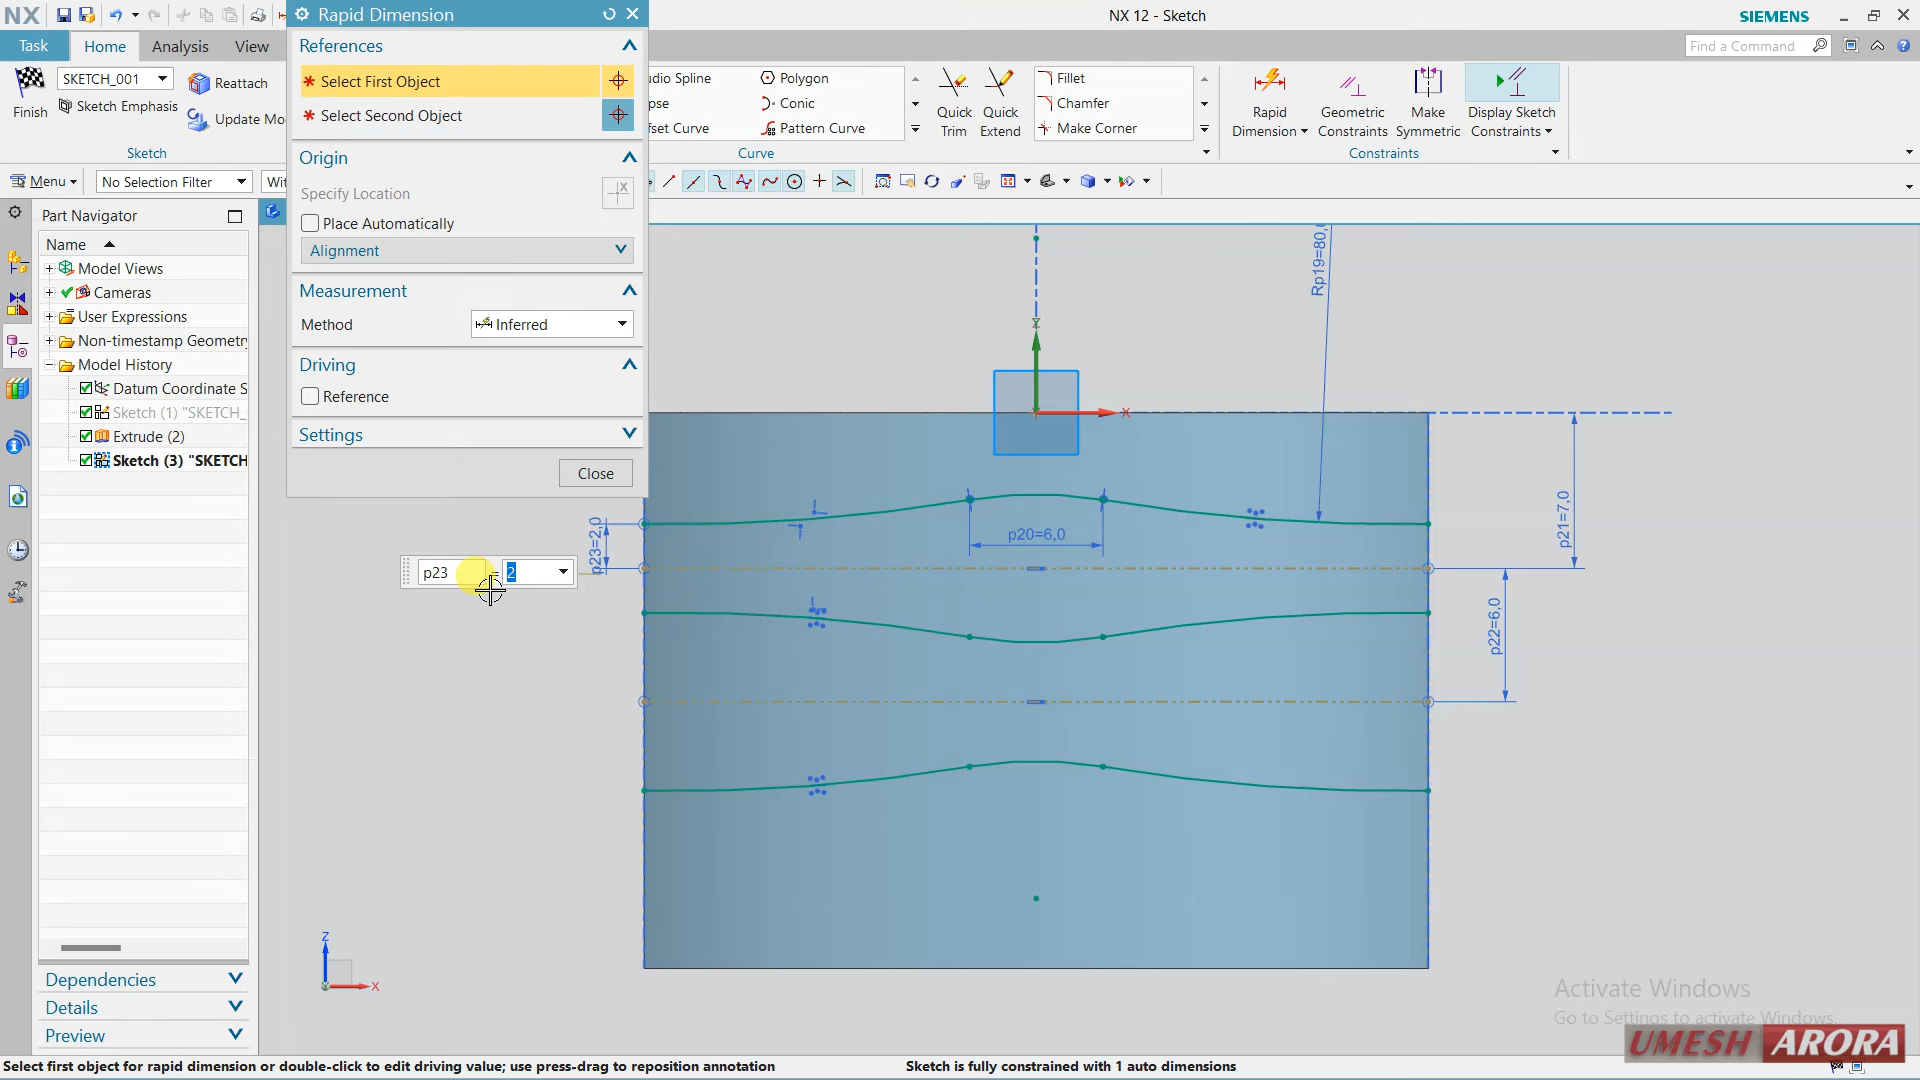 NX
Rapid Dimension
NX 12 - Sketch
SIEMENS
Task
Home
Analysis
View
Find a Command
Finish
SKETCH_001
Sketch Emphasis
Reattach
Update Mo
Sketch
References
* Select First Object
* Select Second Object
Origin
Specify Location
Place Automatically
Alignment
Measurement
Method
Inferred
Driving
Reference
Settings
Close
udio Spline
pse
fset Curve
Polygon
Conic
Pattern Curve
Curve
Quick
Trim
Quick
Extend
Fillet
Chamfer
Make Corner
Rapid
Dimension
Geometric
Constraints
Make
Symmetric
Display Sketch
Constraints
Constraints
Menu
No Selection Filter
Wit
Part Navigator
Name
Model Views
Cameras
User Expressions
Non-timestamp Geometry
Model History
Datum Coordinate S
Sketch (1) "SKETCH_
Extrude (2)
Sketch (3) "SKETCH
Dependencies
Details
Preview
Rp19=80,
X
p21=7,0
p20=6,0
p23=2,0
p22=6,0
p23
2
Z
X
Activate Windows
Go to Settings to activate Windows.
UMESH ARORA
Select first object for rapid dimension or double-click to edit driving value; use press-drag to reposition annotation
Sketch is fully constrained with 1 auto dimensions